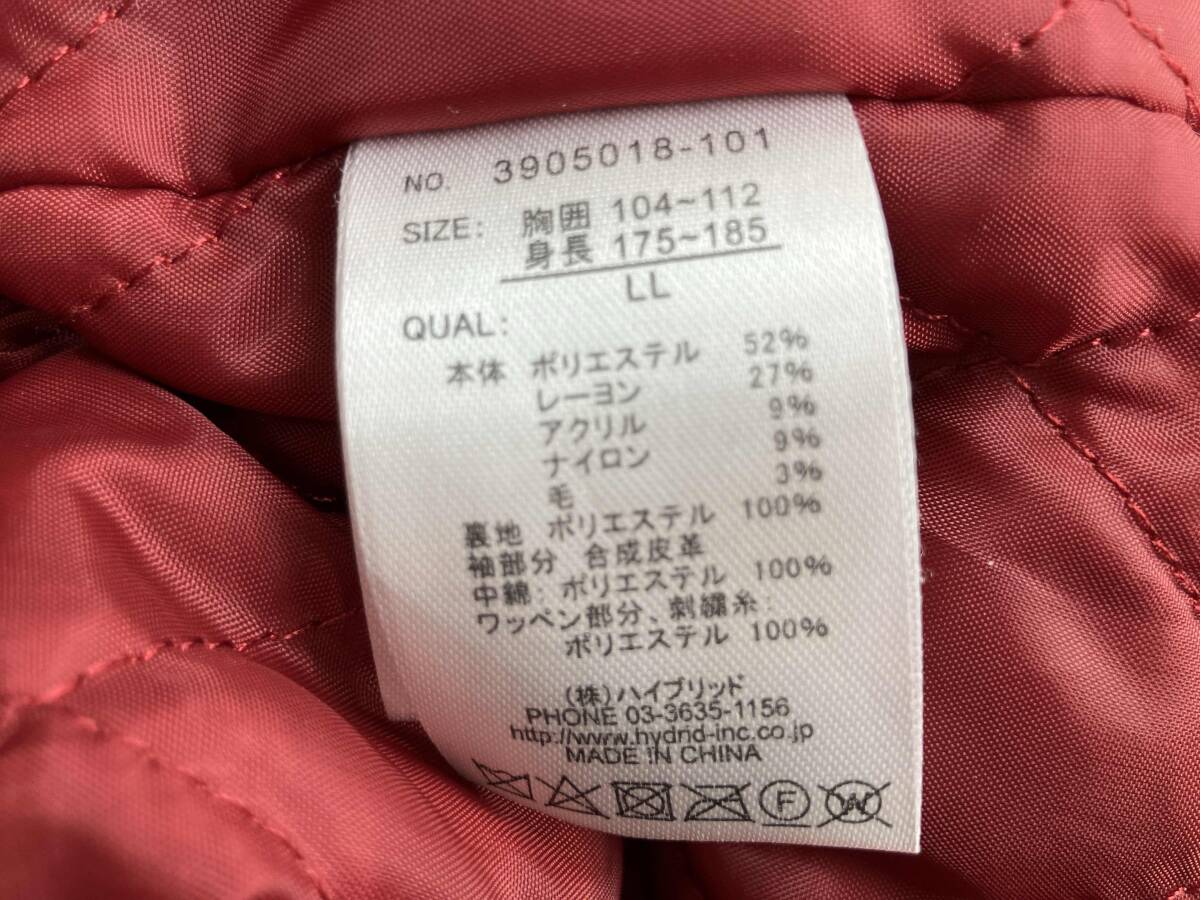 NO. 3905018-101
SIZE: 胸囲 104~112
身長 175~185
LL
QUAL:
本体 ポリエステル 52%
レーヨン 27%
アクリル 9%
ナイロン 9%
毛 3%
裏地 ポリエステル 100%
袖部分 合成皮革
中綿: ポリエステル 100%
ワッペン部分、刺繍糸:
ポリエステル 100%
(株)ハイブリッド
PHONE 03-3635-1156
http://www.hydrid-inc.co.jp
MADE IN CHINA
F W